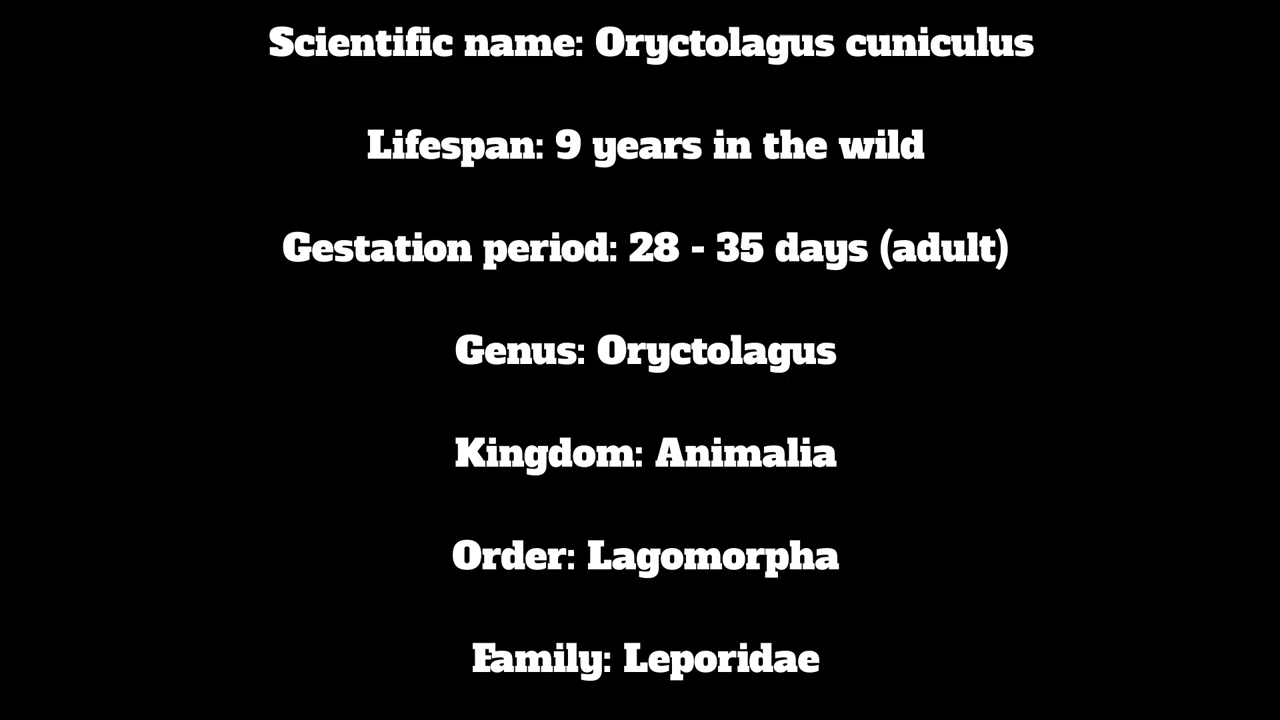 Scientific name: Oryctolagus cuniculus
Lifespan: 9 years in the wild
Gestation period: 28 - 35 days (adult)
Genus: Oryctolagus
Kingdom: Animalia
Order: Lagomorpha
Family: Leporidae